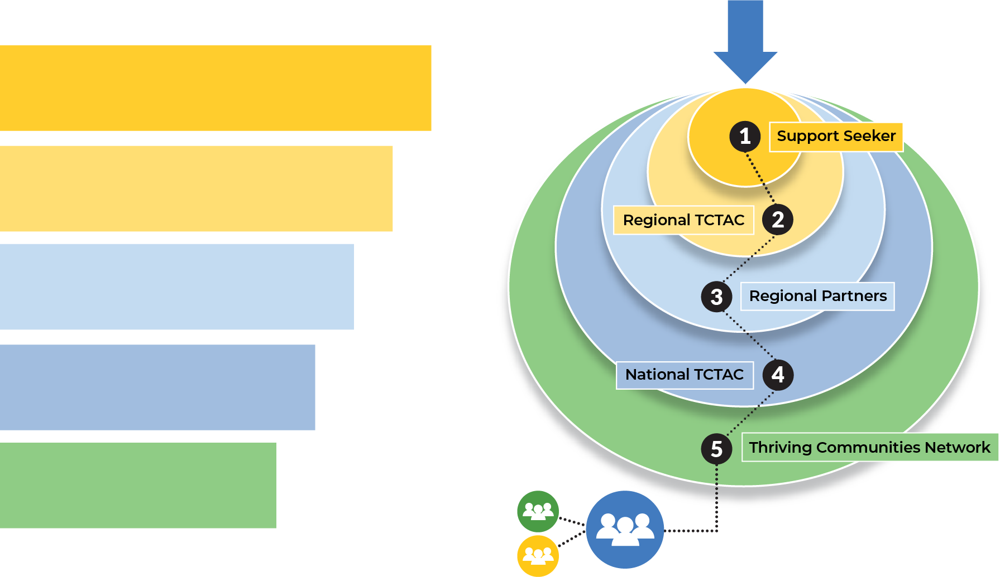 1 Support Seeker
Regional TCTAC 2
3 Regional Partners
National TCTAC 4
5 Thriving Communities Network